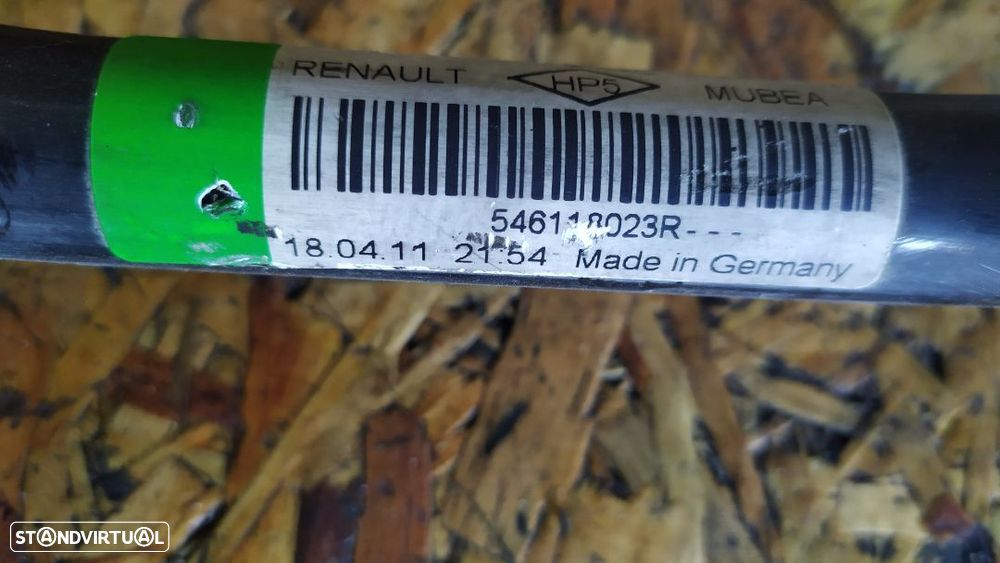 RENAULT HP5 MUBEA
546118023R---
18.04.11 21:54 Made in Germany
STANDVIRTUAL